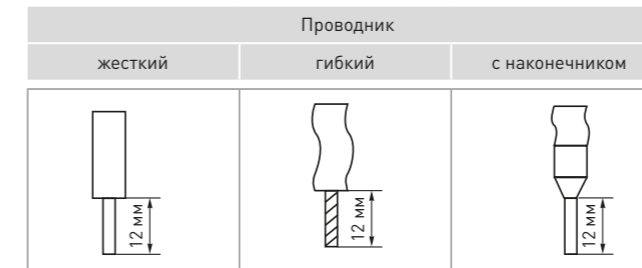 Проводник
жесткий гибкий с наконечником
12 мм 12 мм 12 мм